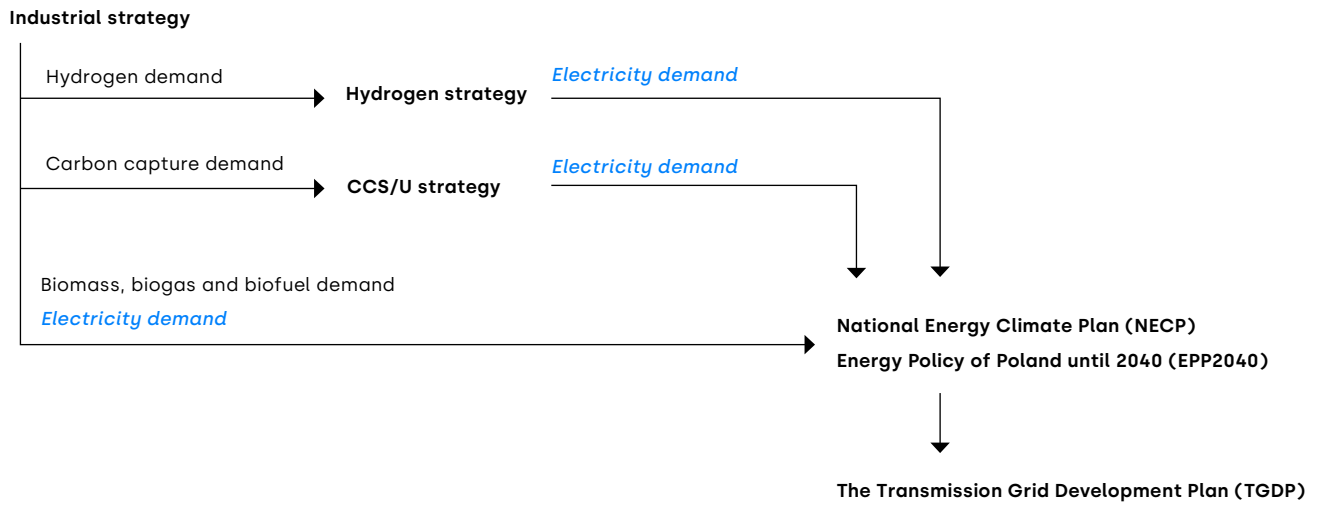 Industrial strategy
Hydrogen demand
Electricity demand
Hydrogen strategy
Carbon capture demand
Electricity demand
CCS/U strategy
Biomass, biogas and biofuel demand
Electricity demand
National Energy Climate Plan (NECP)
Energy Policy of Poland until 2040 (EPP2040)
The Transmission Grid Development Plan (TGDP)